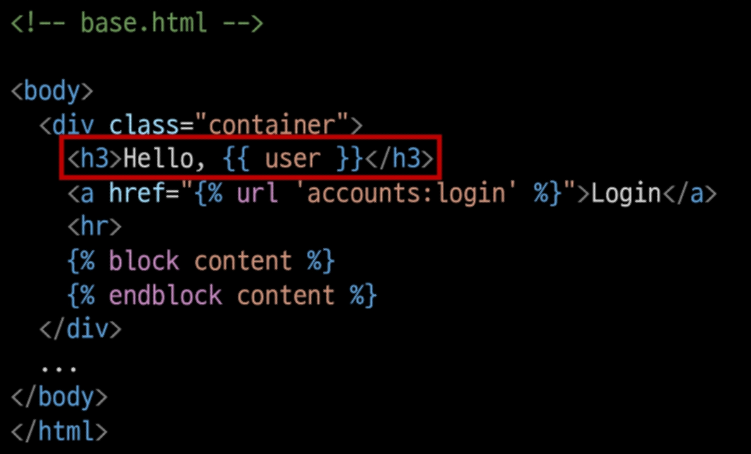 <!-- base.html -->
<body>
<div class="container">
<h3>Hello, {{ user }}</h3>
<a href="{% url 'accounts:login' %}">Login</a>
<hr>
{% block content %}
{% endblock content %}
</div>
...
</body>
</html>